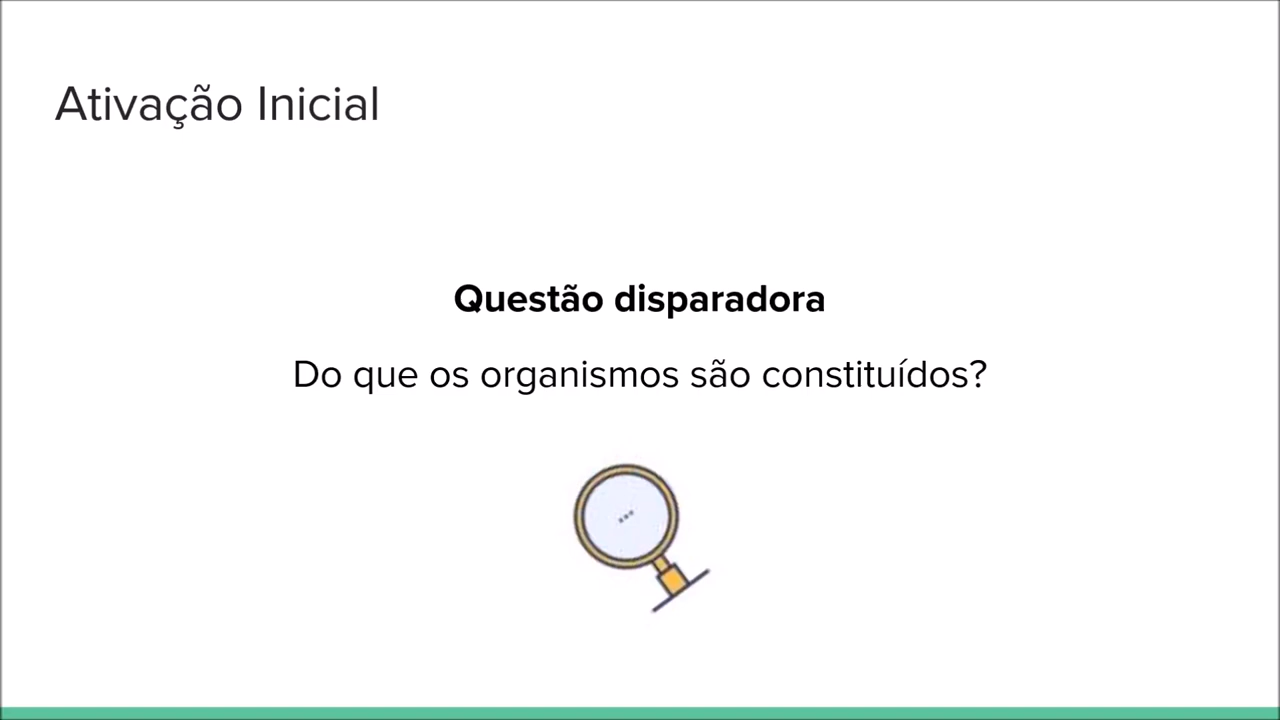 Ativação Inicial
Questão disparadora
Do que os organismos são constituídos?